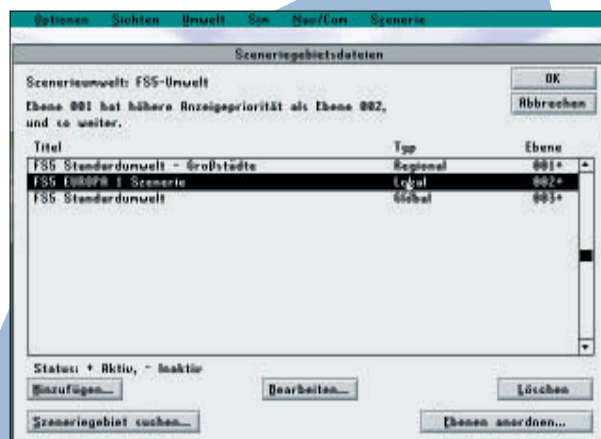 Optionen Sichten Umwelt Sim Nav/Com Szenerie
Szeneriegebietsdateien
Szenerieumwelt: FS5-Umwelt
OK
Ebene 001 hat höhere Anzeigepriorität als Ebene 002,
und so weiter.
Abbrechen
Titel Typ Ebene
FS5 Standardumwelt - Großstädte Regional 001+
FS5 EUROPA I Szenerie Lokal 002+
FS5 Standardumwelt Global 003+
Status: + Aktiv, - Inaktiv
Hinzufügen... Bearbeiten... Löschen
Szeneriegebiet suchen... Ebenen anordnen...